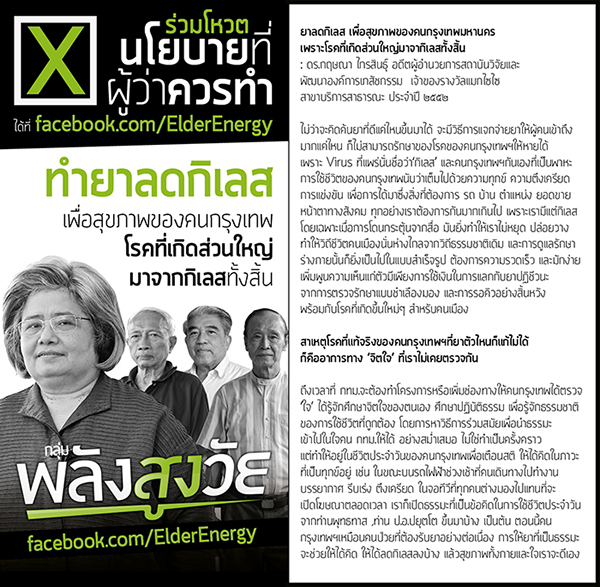 X
ร่วมโหวต
นโยบายที่
ผู้ว่าควรทำ
ได้ที่ facebook.com/ElderEnergy
ทำยาลดกิเลส
เพื่อสุขภาพของคนกรุงเทพ
โรคที่เกิดส่วนใหญ่
มาจากกิเลสทั้งสิ้น
กลุ่ม
พลังสูงวัย
facebook.com/ElderEnergy
ยาลดกิเลส เพื่อสุขภาพของคนกรุงเทพมหานคร
เพราะโรคที่เกิดส่วนใหญ่มาจากกิเลสทั้งสิ้น
: ดร.กฤษณา ไกรสินธุ์ อดีตผู้อำนวยการสถาบันวิจัยและ
พัฒนาองค์การเภสัชกรรม เจ้าของรางวัลแมกไซไซ
สาขาบริการสาธารณะ ประจำปี ๒๕๕๒
ไม่ว่าจะคิดค้นยาที่ดีแค่ไหนขึ้นมาได้ จะมีวิธีการแจกจ่ายยาให้ผู้คนเข้าถึง
มากแค่ไหน ก็ไม่สามารถรักษาของโรคของคนกรุงเทพฯให้หายได้
เพราะ Virus ที่แพร่นั่นชื่อว่า'กิเลส' และคนกรุงเทพฯกันเองที่เป็นพาหะ
การใช้ชีวิตของคนกรุงเทพนับว่าเต็มไปด้วยความทุกข์ ความตึงเครียด
การแข่งขัน เพื่อการได้มาซึ่งสิ่งที่ต้องการ รถ บ้าน ตำแหน่ง ยอดขาย
หน้าตาทางสังคม ทุกอย่างเราต้องการกันมากเกินไป เพราะเรามีแต่กิเลส
โดยเฉพาะเมื่อการโดนกระตุ้นจากสื่อ มันยิ่งทำให้เราไม่หยุด ปล่อยวาง
ทำให้วิถีชีวิตคนเมืองนั่นห่างไกลจากวิถีธรรมชาติเดิม และการดูแลรักษา
ร่างกายนั้นก็ยิ่งเป็นไปในแบบสำเร็จรูป ต้องการความรวดเร็ว และมักง่าย
เพิ่มพูนความเห็นแก่ตัวมีเพียงการใช้เงินในการแลกกับยาปฏิชีวนะ
จากการตรวจรักษาแบบชำเลืองมอง และการรอคิวอย่างสิ้นหวัง
พร้อมกับโรคที่เกิดขึ้นใหม่ๆ สำหรับคนเมือง
สาเหตุโรคที่แท้จริงของคนกรุงเทพฯที่ยาตัวไหนก็แก้ไม่ได้
ก็คืออาการทาง 'จิตใจ' ที่เราไม่เคยตรวจกัน
ถึงเวลาที่ กทม.จะต้องทำโครงการหรือเพิ่มช่องทางให้คนกรุงเทพได้ตรวจ
'ใจ' ได้รู้จักศึกษาจิตใจของตนเอง ศึกษาปฏิบัติธรรม เพื่อรู้จักธรรมชาติ
ของการใช้ชีวิตที่ถูกต้อง โดยการหาวิธีการร่วมสมัยเพื่อนำธรรมะ
เข้าไปในใจคน กทม.ให้ได้ อย่างสม่ำเสมอ ไม่ใช่ทำเป็นครั้งคราว
แต่ทำให้อยู่ในชีวิตประจำวันของคนกรุงเทพเพื่อเตือนสติ ให้ได้คิดในภาวะ
ที่เป็นทุกข์อยู่ เช่น ในขณะบนรถไฟฟ้าช่วงเช้าที่คนเดินทางไปทำงาน
บรรยากาศ รีบเร่ง ตึงเครียด ในจอทีวีที่ทุกคนต่างมองไปแทนที่จะ
เปิดโฆษณาตลอดเวลา เราก็เปิดธรรมะที่เป็นข้อคิดในการใช้ชีวิตประจำวัน
จากท่านพุทธทาส ,ท่าน ป.อ.ปยุตโต ขึ้นมาบ้าง เป็นต้น ตอนนี้คน
กรุงเทพฯเหมือนคนป่วยที่ต้องรับยาอย่างต่อเนื่อง การให้ยาที่เป็นธรรมะ
จะช่วยให้ได้คิด ให้ได้ลดกิเลสลงบ้าง แล้วสุขภาพทั้งกายและใจเราจะดีเอง